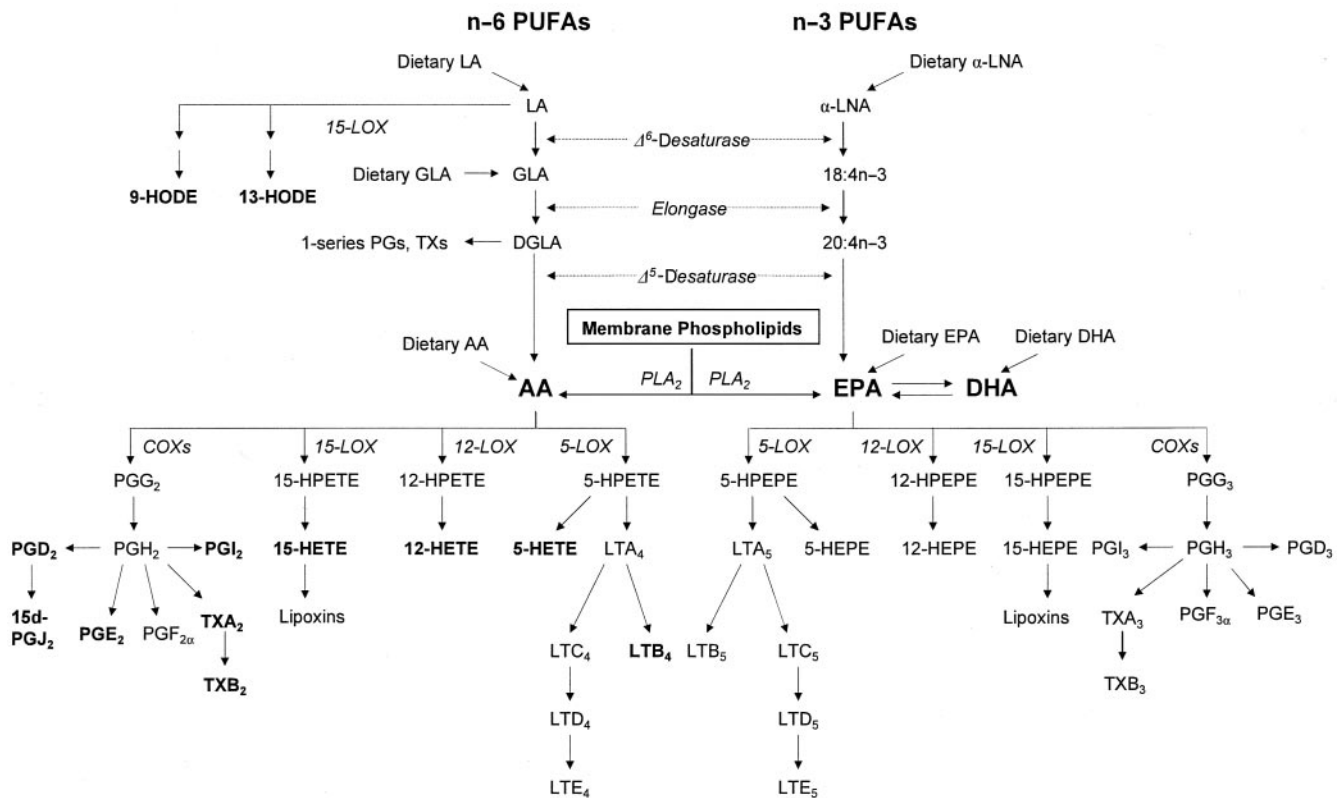 n–6 PUFAs
n–3 PUFAs
Dietary LA
Dietary α-LNA
LA
α-LNA
15-LOX
Δ⁶-Desaturase
Dietary GLA
GLA
18:4n–3
9-HODE
13-HODE
Elongase
1-series PGs, TXs
DGLA
20:4n–3
Δ⁵-Desaturase
Membrane Phospholipids
Dietary AA
Dietary EPA
Dietary DHA
PLA₂
PLA₂
AA
EPA
DHA
COXs
15-LOX
12-LOX
5-LOX
5-LOX
12-LOX
15-LOX
COXs
PGG₂
15-HPETE
12-HPETE
5-HPETE
5-HPEPE
12-HPEPE
15-HPEPE
PGG₃
PGD₂
PGH₂
PGI₂
15-HETE
12-HETE
5-HETE
LTA₄
LTA₅
5-HEPE
12-HEPE
15-HEPE
PGI₃
PGH₃
PGD₃
15d-
PGJ₂
PGE₂
PGF₂α
TXA₂
Lipoxins
Lipoxins
TXA₃
PGF₃α
PGE₃
LTC₄
LTB₄
LTB₅
LTC₅
TXB₂
TXB₃
LTD₄
LTD₅
LTE₄
LTE₅